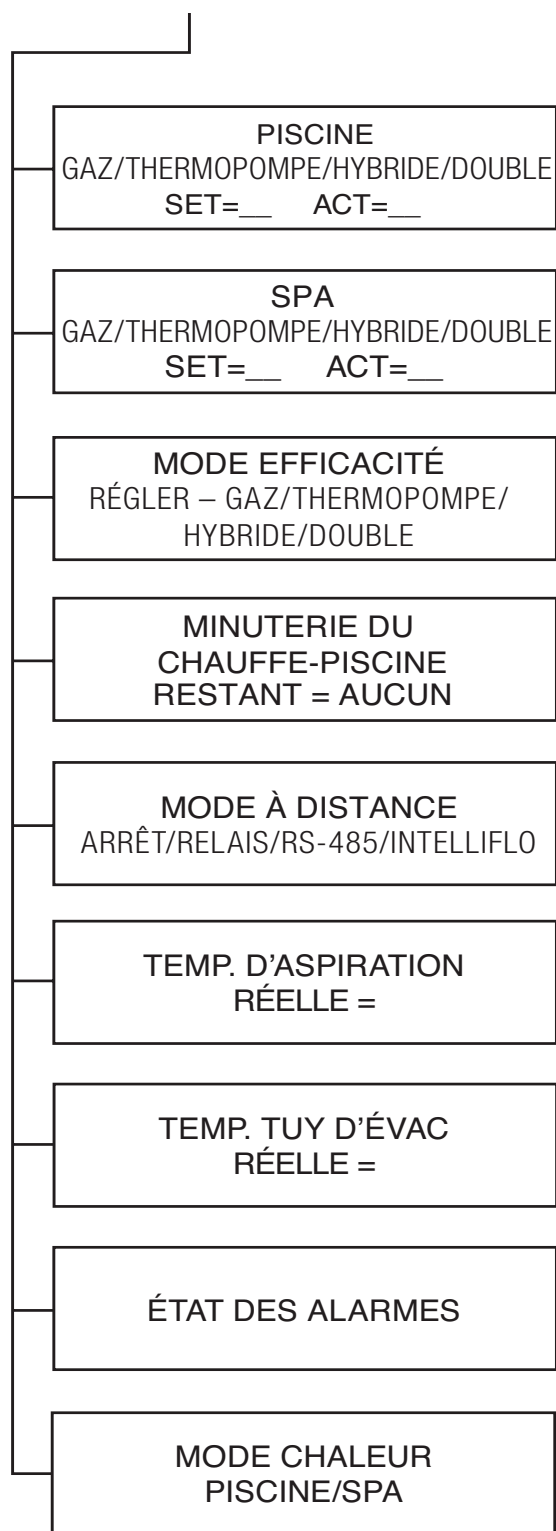 PISCINE
GAZ/THERMOPOMPE/HYBRIDE/DOUBLE
SET=__ ACT=__
SPA
GAZ/THERMOPOMPE/HYBRIDE/DOUBLE
SET=__ ACT=__
MODE EFFICACITÉ
RÉGLER – GAZ/THERMOPOMPE/
HYBRIDE/DOUBLE
MINUTERIE DU
CHAUFFE-PISCINE
RESTANT = AUCUN
MODE À DISTANCE
ARRÊT/RELAIS/RS-485/INTELLIFLO
TEMP. D’ASPIRATION
RÉELLE =
TEMP. TUY D’ÉVAC
RÉELLE =
ÉTAT DES ALARMES
MODE CHALEUR
PISCINE/SPA